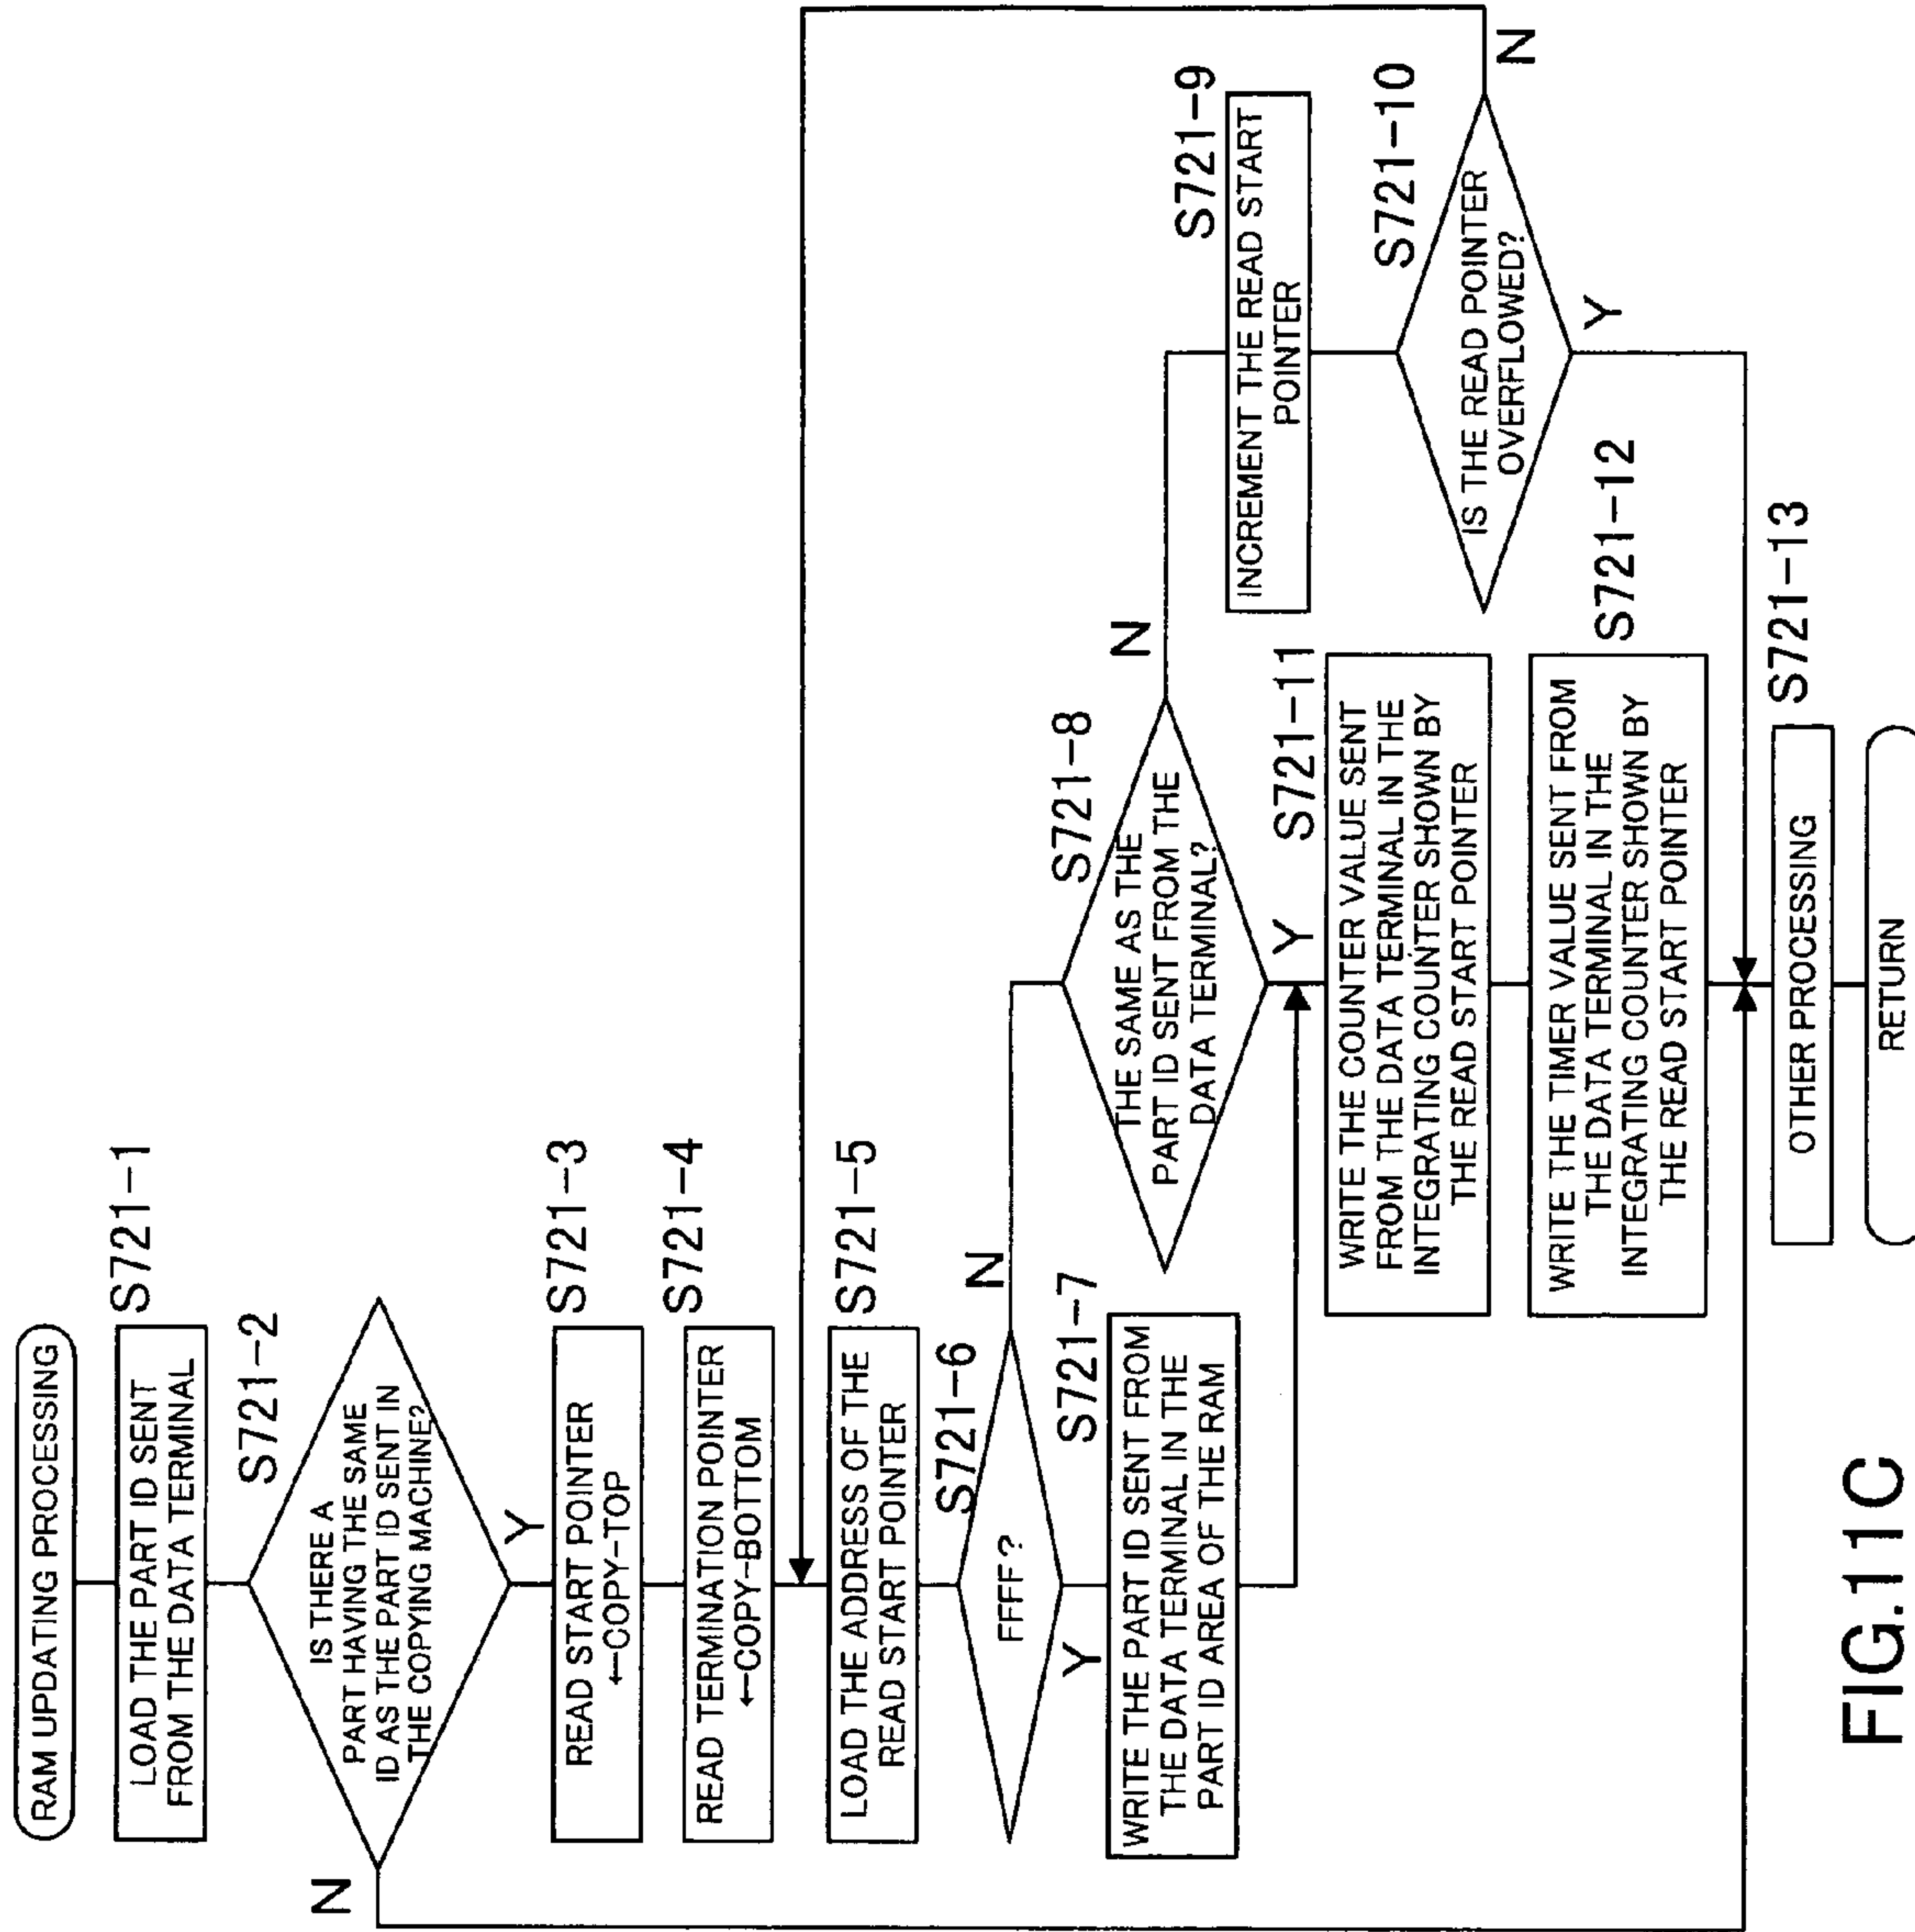 RAM UPDATING PROCESSING
S721-1
LOAD THE PART ID SENT
FROM THE DATA TERMINAL
S721-2
IS THERE A
PART HAVING THE SAME
ID AS THE PART ID SENT IN
THE COPYING MACHINE?
N
Y
S721-3
READ START POINTER
←COPY-TOP
S721-4
READ TERMINATION POINTER
←COPY-BOTTOM
S721-5
LOAD THE ADDRESS OF THE
READ START POINTER
S721-6
FFFF?
N
Y
S721-7
WRITE THE PART ID SENT FROM
THE DATA TERMINAL IN THE
PART ID AREA OF THE RAM
S721-8
THE SAME AS THE
PART ID SENT FROM THE
DATA TERMINAL?
N
Y
S721-9
INCREMENT THE READ START
POINTER
S721-10
IS THE READ POINTER
OVERFLOWED?
N
Y
S721-11
WRITE THE COUNTER VALUE SENT
FROM THE DATA TERMINAL IN THE
INTEGRATING COUNTER SHOWN BY
THE READ START POINTER
S721-12
WRITE THE TIMER VALUE SENT FROM
THE DATA TERMINAL IN THE
INTEGRATING COUNTER SHOWN BY
THE READ START POINTER
S721-13
OTHER PROCESSING
RETURN
FIG.11C